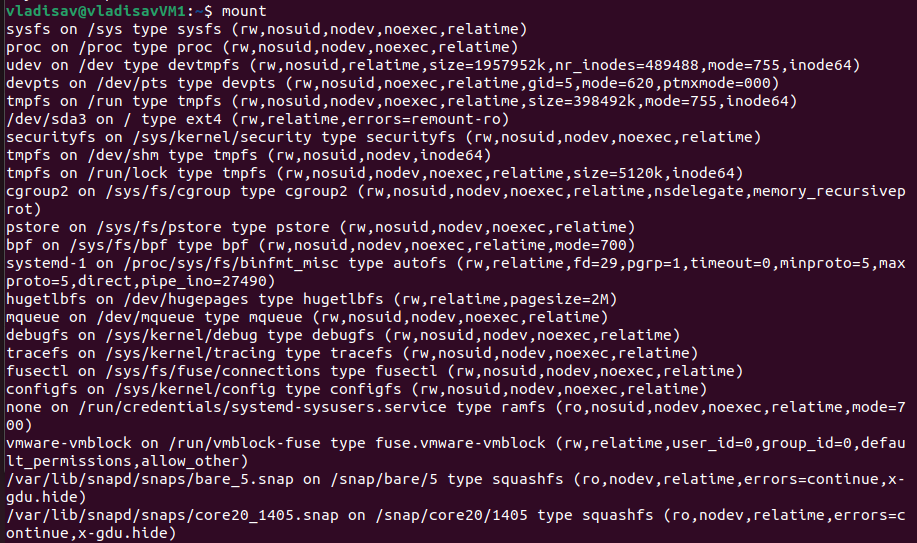 vladisav@vladisavVM1:~$ mount
sysfs on /sys type sysfs (rw,nosuid,nodev,noexec,relatime)
proc on /proc type proc (rw,nosuid,nodev,noexec,relatime)
udev on /dev type devtmpfs (rw,nosuid,relatime,size=1957952k,nr_inodes=489488,mode=755,inode64)
devpts on /dev/pts type devpts (rw,nosuid,noexec,relatime,gid=5,mode=620,ptmxmode=000)
tmpfs on /run type tmpfs (rw,nosuid,nodev,noexec,relatime,size=398492k,mode=755,inode64)
/dev/sda3 on / type ext4 (rw,relatime,errors=remount-ro)
securityfs on /sys/kernel/security type securityfs (rw,nosuid,nodev,noexec,relatime)
tmpfs on /dev/shm type tmpfs (rw,nosuid,nodev,inode64)
tmpfs on /run/lock type tmpfs (rw,nosuid,nodev,noexec,relatime,size=5120k,inode64)
cgroup2 on /sys/fs/cgroup type cgroup2 (rw,nosuid,nodev,noexec,relatime,nsdelegate,memory_recursivep
rot)
pstore on /sys/fs/pstore type pstore (rw,nosuid,nodev,noexec,relatime)
bpf on /sys/fs/bpf type bpf (rw,nosuid,nodev,noexec,relatime,mode=700)
systemd-1 on /proc/sys/fs/binfmt_misc type autofs (rw,relatime,fd=29,pgrp=1,timeout=0,minproto=5,max
proto=5,direct,pipe_ino=27490)
hugetlbfs on /dev/hugepages type hugetlbfs (rw,relatime,pagesize=2M)
mqueue on /dev/mqueue type mqueue (rw,nosuid,nodev,noexec,relatime)
debugfs on /sys/kernel/debug type debugfs (rw,nosuid,nodev,noexec,relatime)
tracefs on /sys/kernel/tracing type tracefs (rw,nosuid,nodev,noexec,relatime)
fusectl on /sys/fs/fuse/connections type fusectl (rw,nosuid,nodev,noexec,relatime)
configfs on /sys/kernel/config type configfs (rw,nosuid,nodev,noexec,relatime)
none on /run/credentials/systemd-sysusers.service type ramfs (ro,nosuid,nodev,noexec,relatime,mode=7
00)
vmware-vmblock on /run/vmblock-fuse type fuse.vmware-vmblock (rw,relatime,user_id=0,group_id=0,defau
lt_permissions,allow_other)
/var/lib/snapd/snaps/bare_5.snap on /snap/bare/5 type squashfs (ro,nodev,relatime,errors=continue,x-
gdu.hide)
/var/lib/snapd/snaps/core20_1405.snap on /snap/core20/1405 type squashfs (ro,nodev,relatime,errors=c
ontinue,x-gdu.hide)